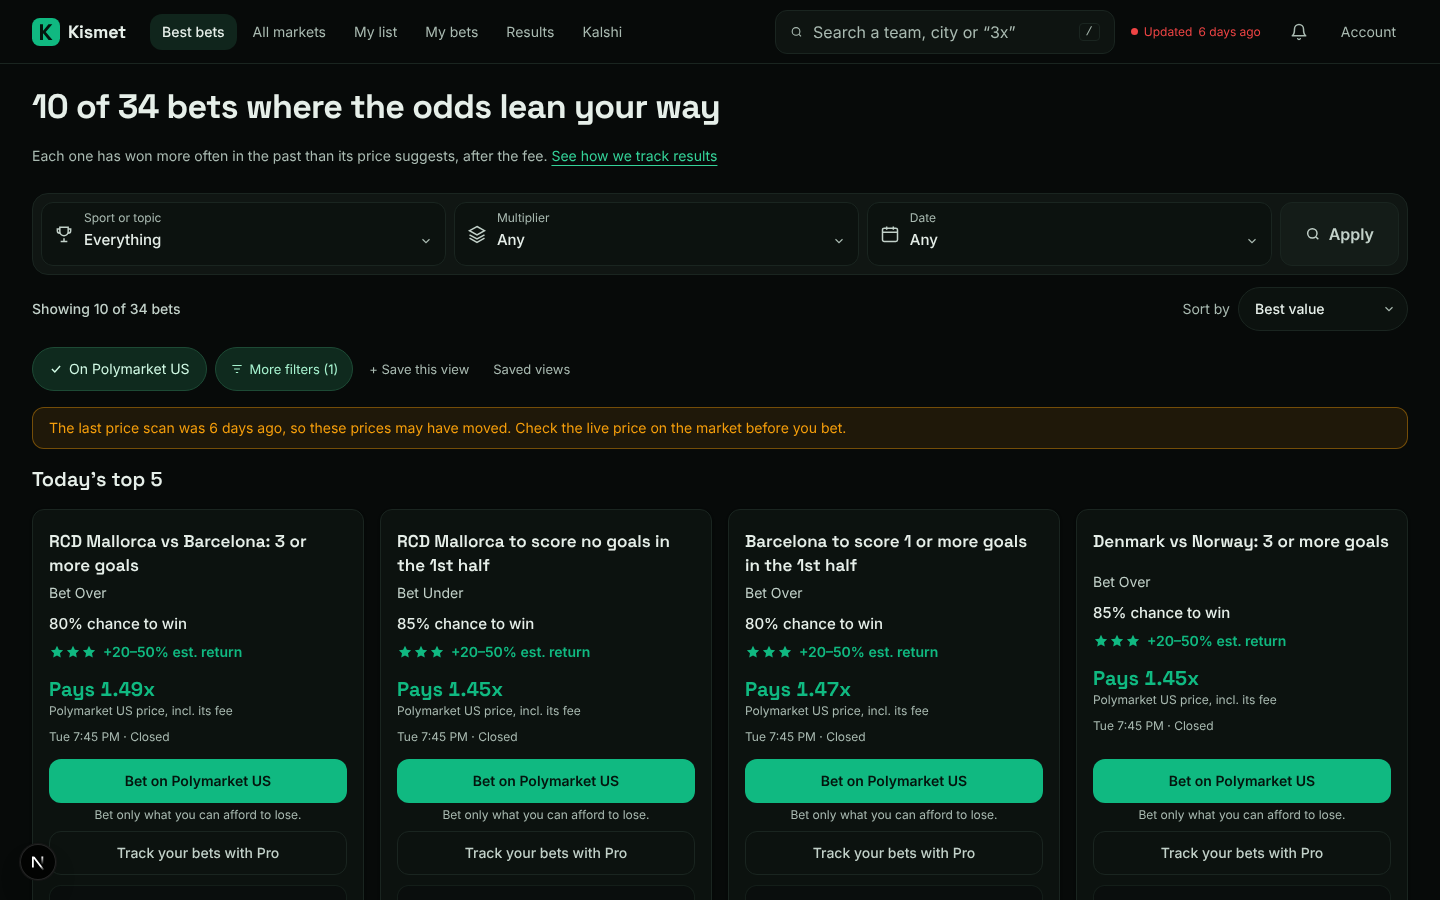 Kismet
Best bets
All markets
My list
My bets
Results
Kalshi
Search a team, city or “3x”
/
Updated 6 days ago
Account
10 of 34 bets where the odds lean your way
Each one has won more often in the past than its price suggests, after the fee. See how we track results
Sport or topic
Everything
Multiplier
Any
Date
Any
Apply
Showing 10 of 34 bets
Sort by
Best value
On Polymarket US
More filters (1)
+ Save this view
Saved views
The last price scan was 6 days ago, so these prices may have moved. Check the live price on the market before you bet.
Today’s top 5
RCD Mallorca vs Barcelona: 3 or
more goals
Bet Over
80% chance to win
★★★ +20–50% est. return
Pays 1.49x
Polymarket US price, incl. its fee
Tue 7:45 PM · Closed
Bet on Polymarket US
Bet only what you can afford to lose.
Track your bets with Pro
RCD Mallorca to score no goals in
the 1st half
Bet Under
85% chance to win
★★★ +20–50% est. return
Pays 1.45x
Polymarket US price, incl. its fee
Tue 7:45 PM · Closed
Bet on Polymarket US
Bet only what you can afford to lose.
Track your bets with Pro
Barcelona to score 1 or more goals
in the 1st half
Bet Over
80% chance to win
★★★ +20–50% est. return
Pays 1.47x
Polymarket US price, incl. its fee
Tue 7:45 PM · Closed
Bet on Polymarket US
Bet only what you can afford to lose.
Track your bets with Pro
Denmark vs Norway: 3 or more goals
Bet Over
85% chance to win
★★★ +20–50% est. return
Pays 1.45x
Polymarket US price, incl. its fee
Tue 7:45 PM · Closed
Bet on Polymarket US
Bet only what you can afford to lose.
Track your bets with Pro
N